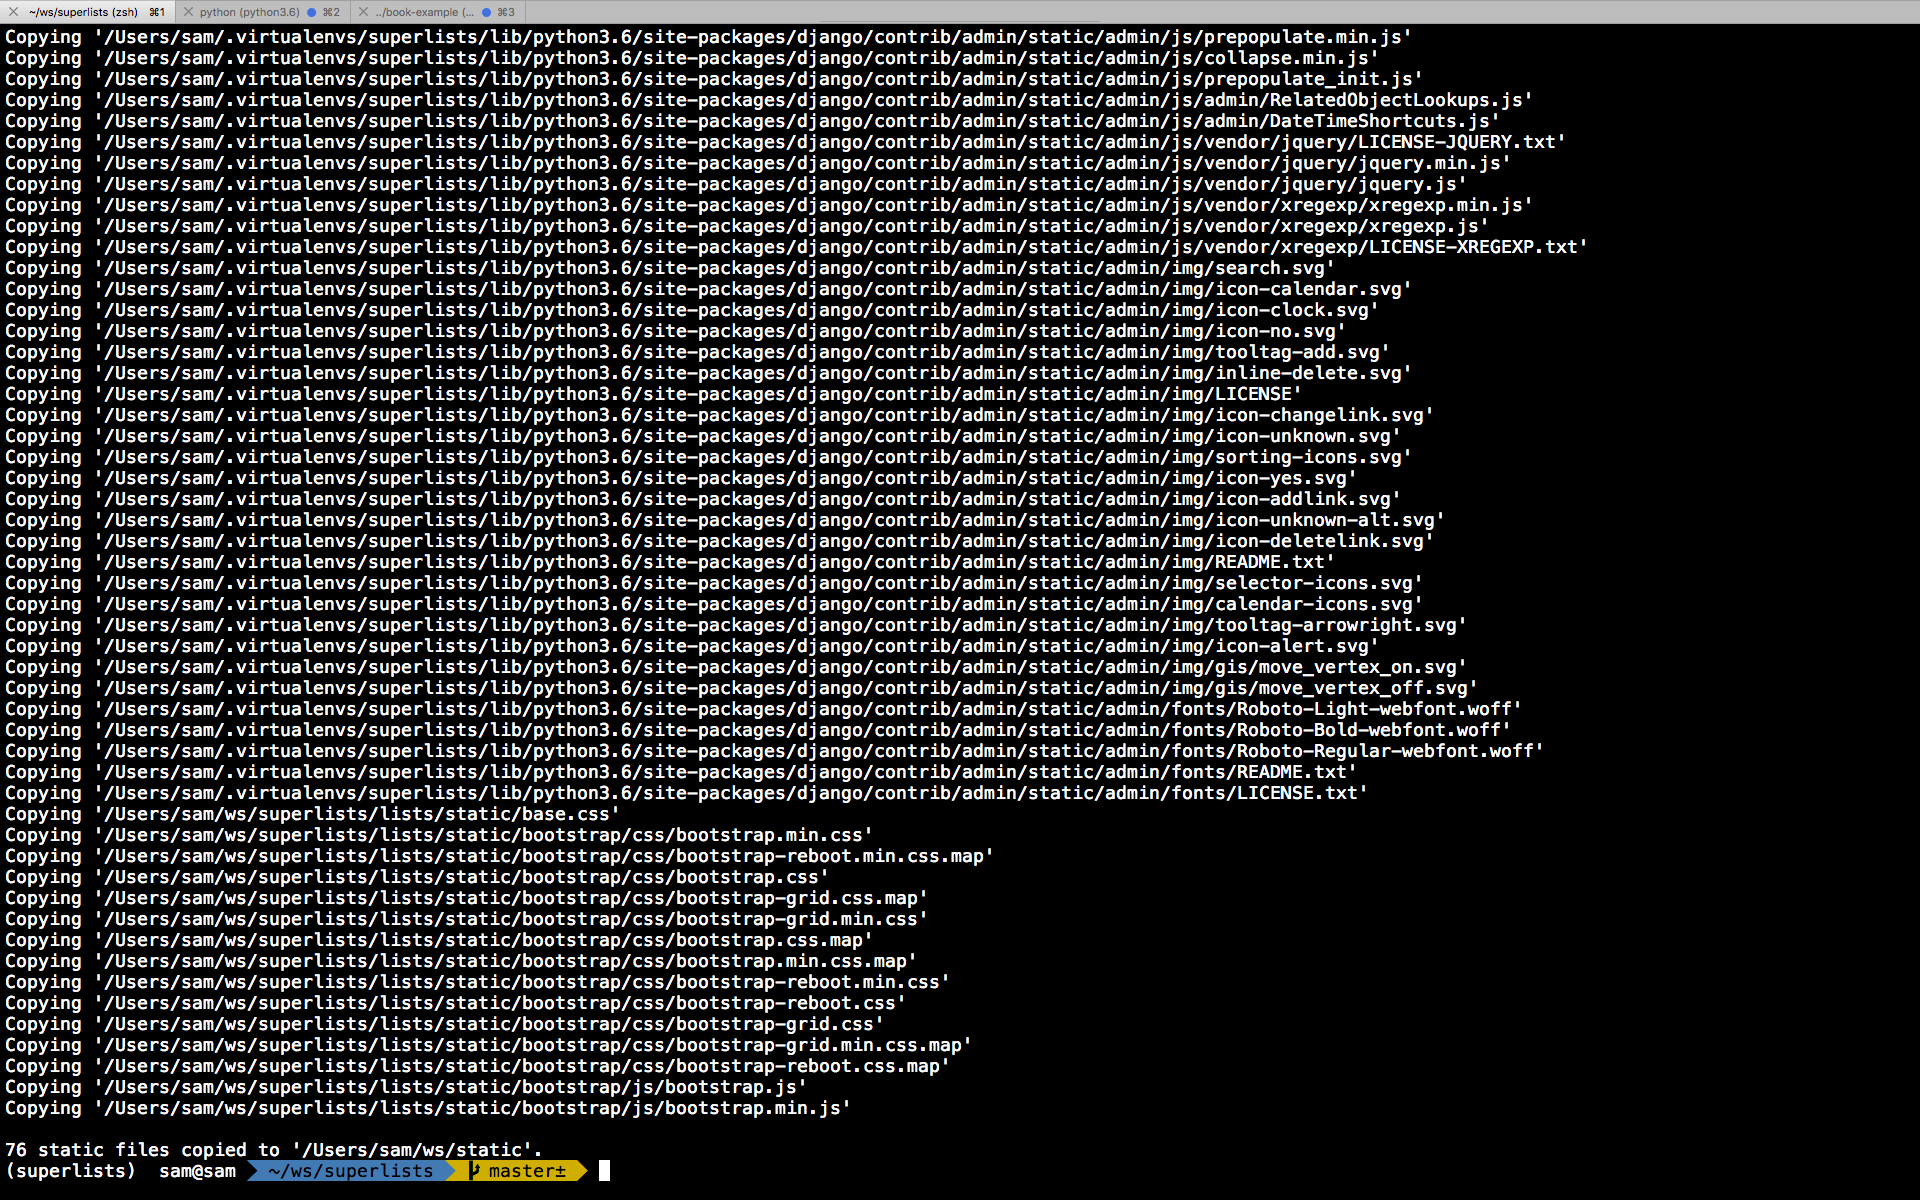 ~/ws/superlists (zsh) ⌘1 python (python3.6) ⌘2 ../book-example (... ⌘3
Copying '/Users/sam/.virtualenvs/superlists/lib/python3.6/site-packages/django/contrib/admin/static/admin/js/prepopulate.min.js'
Copying '/Users/sam/.virtualenvs/superlists/lib/python3.6/site-packages/django/contrib/admin/static/admin/js/collapse.min.js'
Copying '/Users/sam/.virtualenvs/superlists/lib/python3.6/site-packages/django/contrib/admin/static/admin/js/prepopulate_init.js'
Copying '/Users/sam/.virtualenvs/superlists/lib/python3.6/site-packages/django/contrib/admin/static/admin/js/admin/RelatedObjectLookups.js'
Copying '/Users/sam/.virtualenvs/superlists/lib/python3.6/site-packages/django/contrib/admin/static/admin/js/admin/DateTimeShortcuts.js'
Copying '/Users/sam/.virtualenvs/superlists/lib/python3.6/site-packages/django/contrib/admin/static/admin/js/vendor/jquery/LICENSE-JQUERY.txt'
Copying '/Users/sam/.virtualenvs/superlists/lib/python3.6/site-packages/django/contrib/admin/static/admin/js/vendor/jquery/jquery.min.js'
Copying '/Users/sam/.virtualenvs/superlists/lib/python3.6/site-packages/django/contrib/admin/static/admin/js/vendor/jquery/jquery.js'
Copying '/Users/sam/.virtualenvs/superlists/lib/python3.6/site-packages/django/contrib/admin/static/admin/js/vendor/xregexp/xregexp.min.js'
Copying '/Users/sam/.virtualenvs/superlists/lib/python3.6/site-packages/django/contrib/admin/static/admin/js/vendor/xregexp/xregexp.js'
Copying '/Users/sam/.virtualenvs/superlists/lib/python3.6/site-packages/django/contrib/admin/static/admin/js/vendor/xregexp/LICENSE-XREGEXP.txt'
Copying '/Users/sam/.virtualenvs/superlists/lib/python3.6/site-packages/django/contrib/admin/static/admin/img/search.svg'
Copying '/Users/sam/.virtualenvs/superlists/lib/python3.6/site-packages/django/contrib/admin/static/admin/img/icon-calendar.svg'
Copying '/Users/sam/.virtualenvs/superlists/lib/python3.6/site-packages/django/contrib/admin/static/admin/img/icon-clock.svg'
Copying '/Users/sam/.virtualenvs/superlists/lib/python3.6/site-packages/django/contrib/admin/static/admin/img/icon-no.svg'
Copying '/Users/sam/.virtualenvs/superlists/lib/python3.6/site-packages/django/contrib/admin/static/admin/img/tooltag-add.svg'
Copying '/Users/sam/.virtualenvs/superlists/lib/python3.6/site-packages/django/contrib/admin/static/admin/img/inline-delete.svg'
Copying '/Users/sam/.virtualenvs/superlists/lib/python3.6/site-packages/django/contrib/admin/static/admin/img/LICENSE'
Copying '/Users/sam/.virtualenvs/superlists/lib/python3.6/site-packages/django/contrib/admin/static/admin/img/icon-changelink.svg'
Copying '/Users/sam/.virtualenvs/superlists/lib/python3.6/site-packages/django/contrib/admin/static/admin/img/icon-unknown.svg'
Copying '/Users/sam/.virtualenvs/superlists/lib/python3.6/site-packages/django/contrib/admin/static/admin/img/sorting-icons.svg'
Copying '/Users/sam/.virtualenvs/superlists/lib/python3.6/site-packages/django/contrib/admin/static/admin/img/icon-yes.svg'
Copying '/Users/sam/.virtualenvs/superlists/lib/python3.6/site-packages/django/contrib/admin/static/admin/img/icon-addlink.svg'
Copying '/Users/sam/.virtualenvs/superlists/lib/python3.6/site-packages/django/contrib/admin/static/admin/img/icon-unknown-alt.svg'
Copying '/Users/sam/.virtualenvs/superlists/lib/python3.6/site-packages/django/contrib/admin/static/admin/img/icon-deletelink.svg'
Copying '/Users/sam/.virtualenvs/superlists/lib/python3.6/site-packages/django/contrib/admin/static/admin/img/README.txt'
Copying '/Users/sam/.virtualenvs/superlists/lib/python3.6/site-packages/django/contrib/admin/static/admin/img/selector-icons.svg'
Copying '/Users/sam/.virtualenvs/superlists/lib/python3.6/site-packages/django/contrib/admin/static/admin/img/calendar-icons.svg'
Copying '/Users/sam/.virtualenvs/superlists/lib/python3.6/site-packages/django/contrib/admin/static/admin/img/tooltag-arrowright.svg'
Copying '/Users/sam/.virtualenvs/superlists/lib/python3.6/site-packages/django/contrib/admin/static/admin/img/icon-alert.svg'
Copying '/Users/sam/.virtualenvs/superlists/lib/python3.6/site-packages/django/contrib/admin/static/admin/img/gis/move_vertex_on.svg'
Copying '/Users/sam/.virtualenvs/superlists/lib/python3.6/site-packages/django/contrib/admin/static/admin/img/gis/move_vertex_off.svg'
Copying '/Users/sam/.virtualenvs/superlists/lib/python3.6/site-packages/django/contrib/admin/static/admin/fonts/Roboto-Light-webfont.woff'
Copying '/Users/sam/.virtualenvs/superlists/lib/python3.6/site-packages/django/contrib/admin/static/admin/fonts/Roboto-Bold-webfont.woff'
Copying '/Users/sam/.virtualenvs/superlists/lib/python3.6/site-packages/django/contrib/admin/static/admin/fonts/Roboto-Regular-webfont.woff'
Copying '/Users/sam/.virtualenvs/superlists/lib/python3.6/site-packages/django/contrib/admin/static/admin/fonts/README.txt'
Copying '/Users/sam/.virtualenvs/superlists/lib/python3.6/site-packages/django/contrib/admin/static/admin/fonts/LICENSE.txt'
Copying '/Users/sam/ws/superlists/lists/static/base.css'
Copying '/Users/sam/ws/superlists/lists/static/bootstrap/css/bootstrap.min.css'
Copying '/Users/sam/ws/superlists/lists/static/bootstrap/css/bootstrap-reboot.min.css.map'
Copying '/Users/sam/ws/superlists/lists/static/bootstrap/css/bootstrap.css'
Copying '/Users/sam/ws/superlists/lists/static/bootstrap/css/bootstrap-grid.css.map'
Copying '/Users/sam/ws/superlists/lists/static/bootstrap/css/bootstrap-grid.min.css'
Copying '/Users/sam/ws/superlists/lists/static/bootstrap/css/bootstrap.css.map'
Copying '/Users/sam/ws/superlists/lists/static/bootstrap/css/bootstrap.min.css.map'
Copying '/Users/sam/ws/superlists/lists/static/bootstrap/css/bootstrap-reboot.min.css'
Copying '/Users/sam/ws/superlists/lists/static/bootstrap/css/bootstrap-reboot.css'
Copying '/Users/sam/ws/superlists/lists/static/bootstrap/css/bootstrap-grid.css'
Copying '/Users/sam/ws/superlists/lists/static/bootstrap/css/bootstrap-grid.min.css.map'
Copying '/Users/sam/ws/superlists/lists/static/bootstrap/css/bootstrap-reboot.css.map'
Copying '/Users/sam/ws/superlists/lists/static/bootstrap/js/bootstrap.js'
Copying '/Users/sam/ws/superlists/lists/static/bootstrap/js/bootstrap.min.js'
76 static files copied to '/Users/sam/ws/static'.
(superlists) sam@sam ~/ws/superlists master±